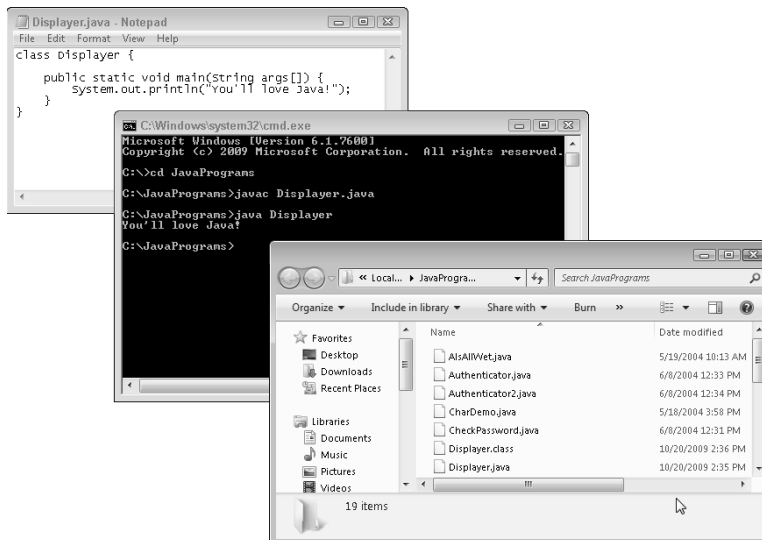 Displayer.java - Notepad
File Edit Format View Help
class Displayer {
public static void main(String args[]) {
System.out.println("You'll love Java!");
}
}
C:\Windows\system32\cmd.exe
Microsoft Windows [Version 6.1.7600]
Copyright (c) 2009 Microsoft Corporation. All rights reserved.
C:\>cd JavaPrograms
C:\JavaPrograms>javac Displayer.java
C:\JavaPrograms>java Displayer
You'll love Java!
C:\JavaPrograms>
« Local... ▸ JavaProgra...
Search JavaPrograms
Organize Include in library Share with Burn »
Favorites
Desktop
Downloads
Recent Places
Libraries
Documents
Music
Pictures
Videos
Name Date modified
AlsAllWet.java 5/19/2004 10:13 AM
Authenticator.java 6/8/2004 12:33 PM
Authenticator2.java 6/8/2004 12:34 PM
CharDemo.java 5/18/2004 3:58 PM
CheckPassword.java 6/8/2004 12:31 PM
Displayer.class 10/20/2009 2:36 PM
Displayer.java 10/20/2009 2:35 PM
19 items